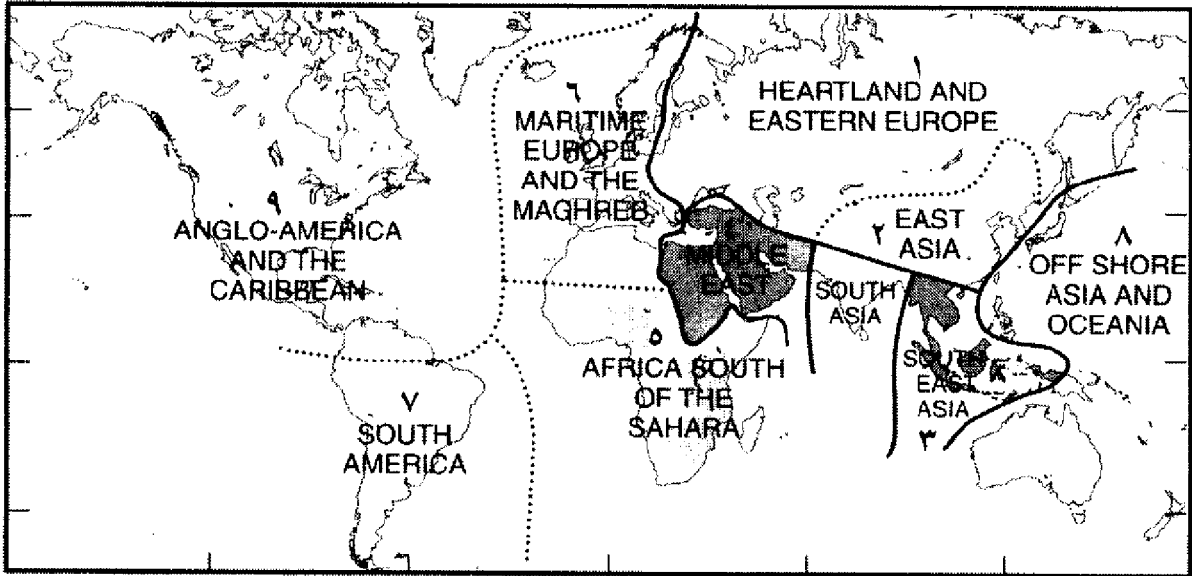 ١
HEARTLAND AND
EASTERN EUROPE
٦
MARITIME
EUROPE
AND THE
MAGHREB
٩
ANGLO-AMERICA
AND THE
CARIBBEAN
٢
EAST
ASIA
٨
OFF SHORE
ASIA AND
OCEANIA
MIDDLE
EAST
SOUTH
ASIA
٥
AFRICA SOUTH
OF THE
SAHARA
SOUTH
EAST
ASIA
٣
٧
SOUTH
AMERICA